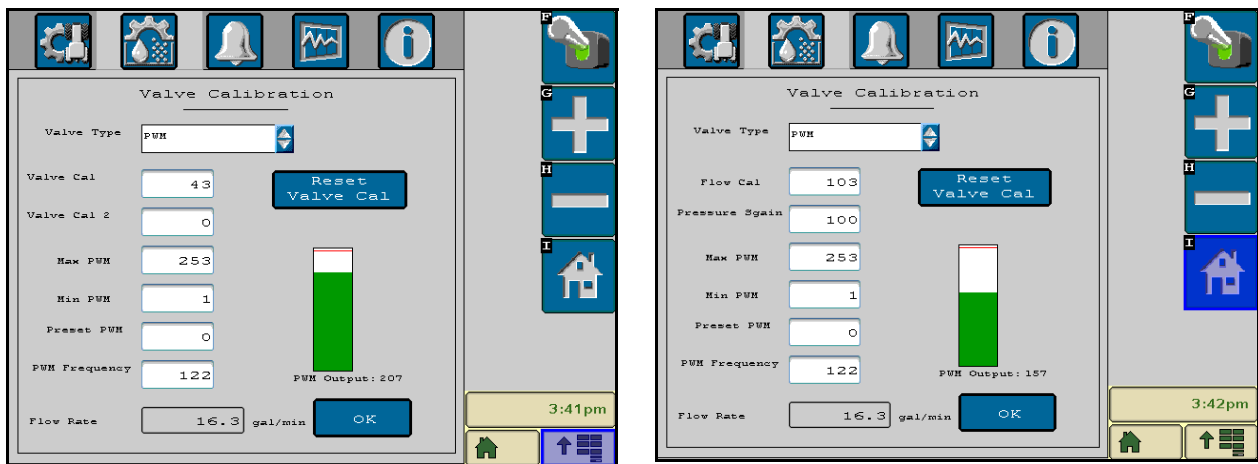 Valve Calibration
Valve Type PWM
Valve Cal 43
Reset
Valve Cal
Valve Cal 2 0
Max PWM 253
Min PWM 1
Preset PWM 0
PWM Frequency 122
PWM Output: 207
Flow Rate 16.3 gal/min OK
F
G
H
I
3:41pm
Valve Calibration
Valve Type PWM
Flow Cal 103
Reset
Valve Cal
Pressure Sgain 100
Max PWM 253
Min PWM 1
Preset PWM 0
PWM Frequency 122
PWM Output: 157
Flow Rate 16.3 gal/min OK
F
G
H
I
3:42pm